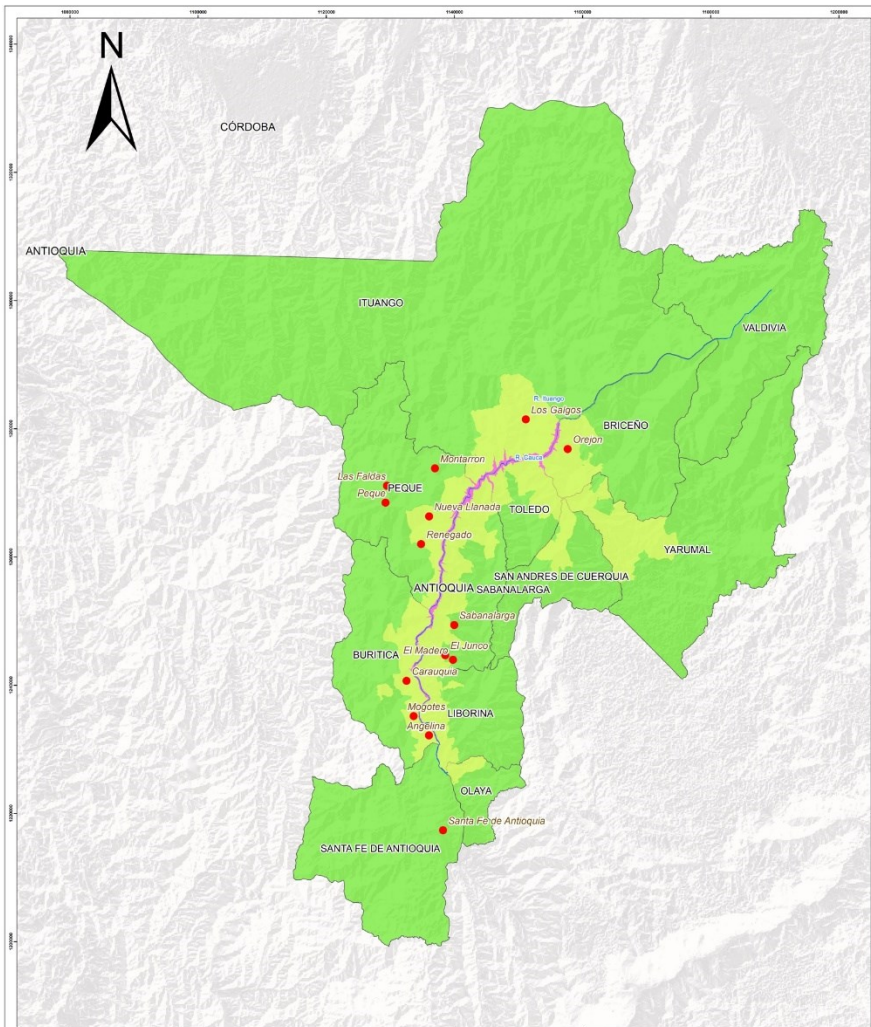 N
CÓRDOBA
ANTIOQUIA
ITUANGO
VALDIVIA
R. Ituango
Los Galgos
BRICEÑO
Orejon
R. Cauca
Montarron
Las Faldas
PEQUE
Peque
Nueva Llanada
TOLEDO
Renegado
YARUMAL
SAN ANDRES DE CUERQUIA
ANTIOQUIA
SABANALARGA
Sabanalarga
El Junco
El Madero
BURITICA
Carauquia
Mogotes
LIBORINA
Angelina
OLAYA
Santa Fe de Antioquia
SANTA FE DE ANTIOQUIA